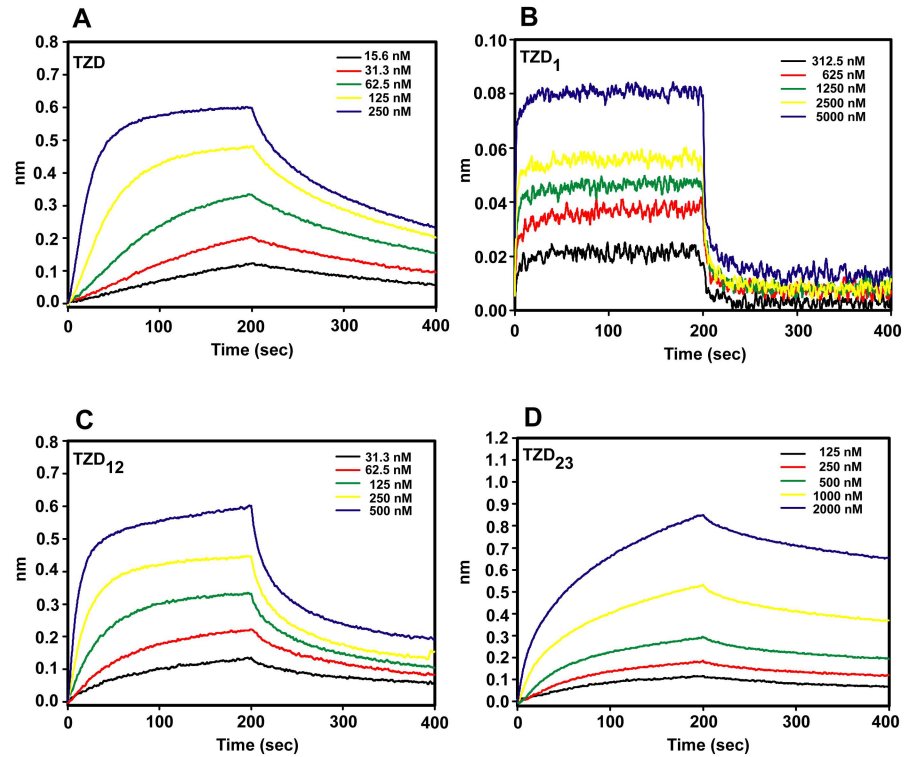 A
TZD
15.6 nM
31.3 nM
62.5 nM
125 nM
250 nM
0.8
0.7
0.6
0.5
0.4
0.3
0.2
0.1
0.0
nm
0 100 200 300 400
Time (sec)
B
TZD1
312.5 nM
625 nM
1250 nM
2500 nM
5000 nM
0.10
0.08
0.06
0.04
0.02
0.00
nm
0 100 200 300 400
Time (sec)
C
TZD12
31.3 nM
62.5 nM
125 nM
250 nM
500 nM
0.8
0.7
0.6
0.5
0.4
0.3
0.2
0.1
0.0
nm
0 100 200 300 400
Time (sec)
D
TZD23
125 nM
250 nM
500 nM
1000 nM
2000 nM
1.2
1.1
1.0
0.9
0.8
0.7
0.6
0.5
0.4
0.3
0.2
0.1
0.0
nm
0 100 200 300 400
Time (sec)